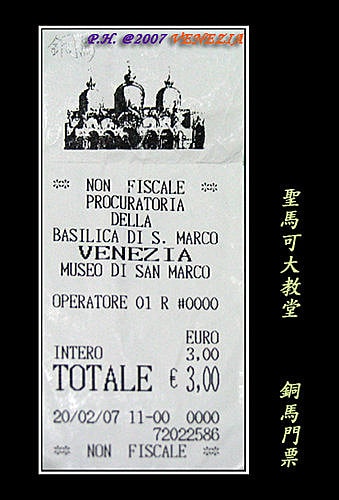 P.H. @2007 VENEZIA
銅馬
** NON FISCALE **
PROCURATORIA
DELLA
BASILICA DI S. MARCO
VENEZIA
MUSEO DI SAN MARCO
OPERATORE 01 R #0000
EURO
INTERO 3,00
TOTALE € 3,00
20/02/07 11-00 0000
72022586
** NON FISCALE **
聖馬可大教堂
銅馬門票